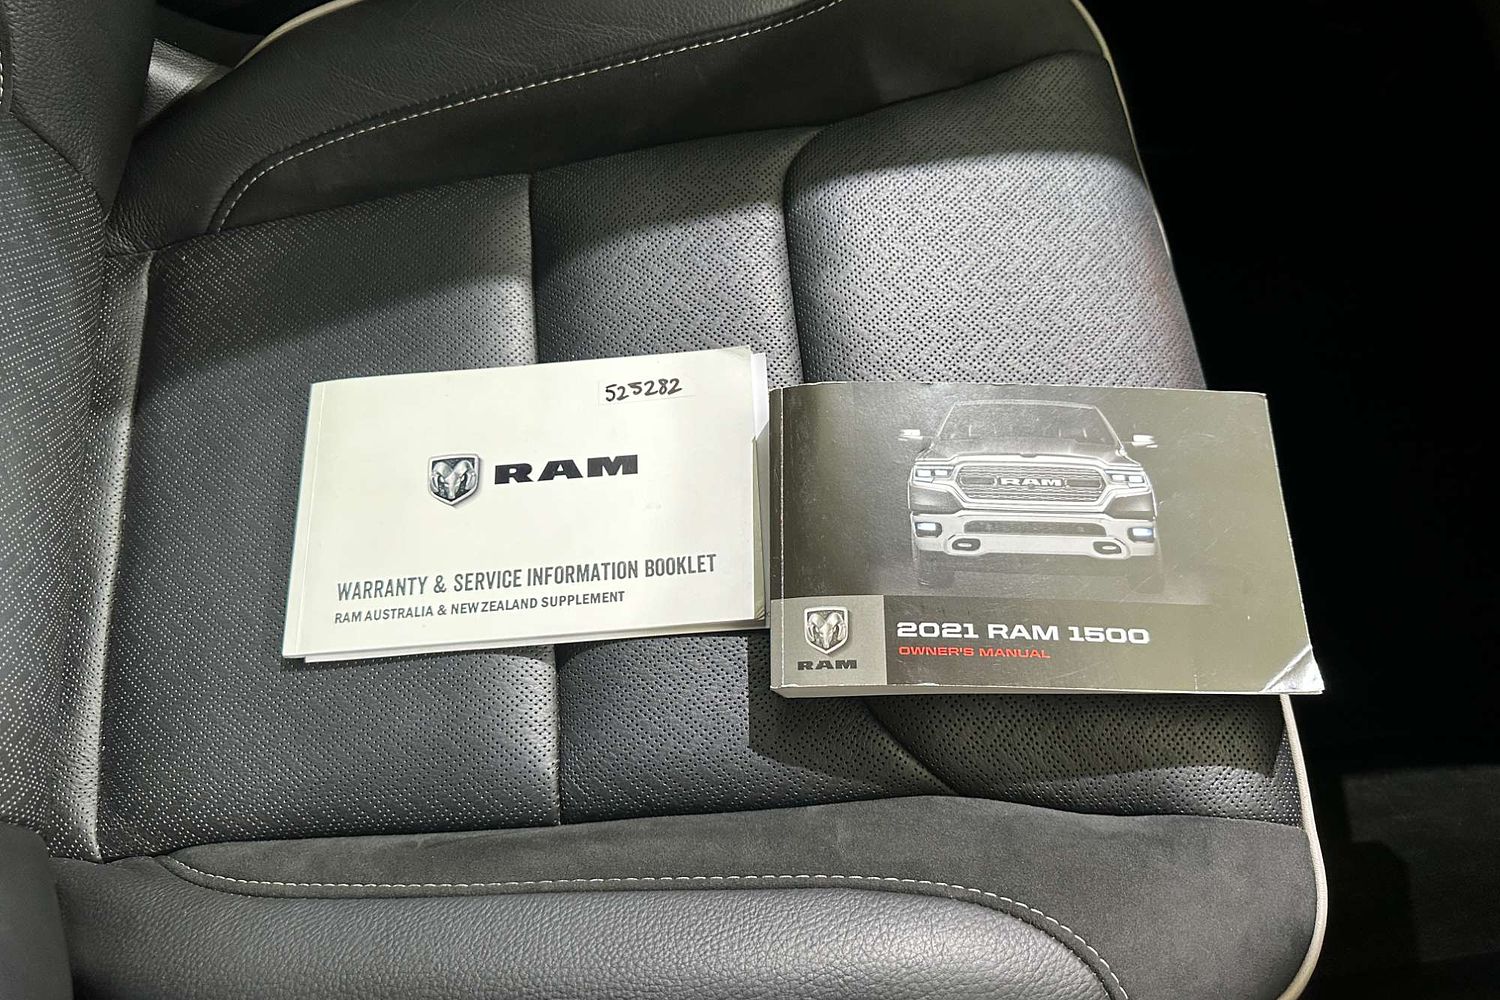 525282
RAM
WARRANTY & SERVICE INFORMATION BOOKLET
RAM AUSTRALIA & NEW ZEALAND SUPPLEMENT
RAM
2021 RAM 1500
OWNER'S MANUAL
RAM